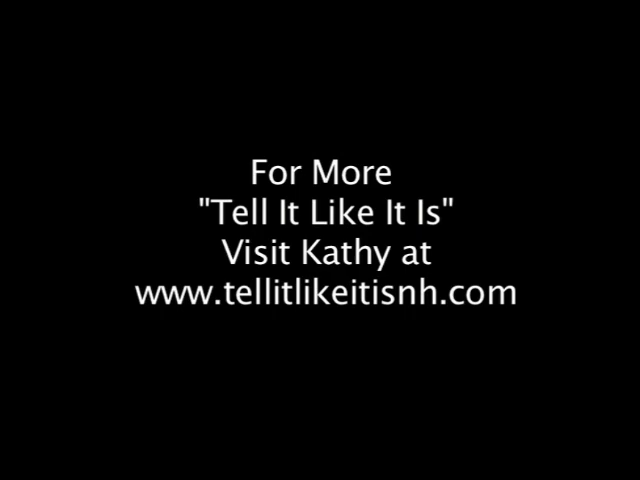 For More
"Tell It Like It Is"
Visit Kathy at
www.tellitlikeitisnh.com